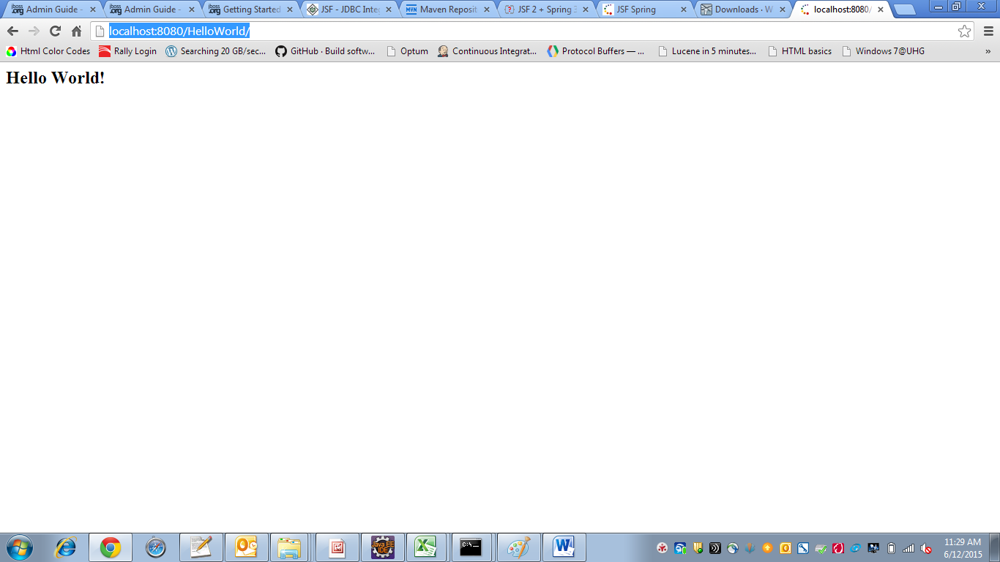 Admin Guide - Admin Guide - Getting Started JSF - JDBC Inte Maven Reposit JSF 2 + Spring 3 JSF Spring Downloads · W localhost:8080/
localhost:8080/HelloWorld/
Html Color Codes Rally Login Searching 20 GB/sec... GitHub · Build softw... Optum Continuous Integrat... Protocol Buffers — ... Lucene in 5 minutes... HTML basics Windows 7@UHG »
Hello World!
11:29 AM
6/12/2015